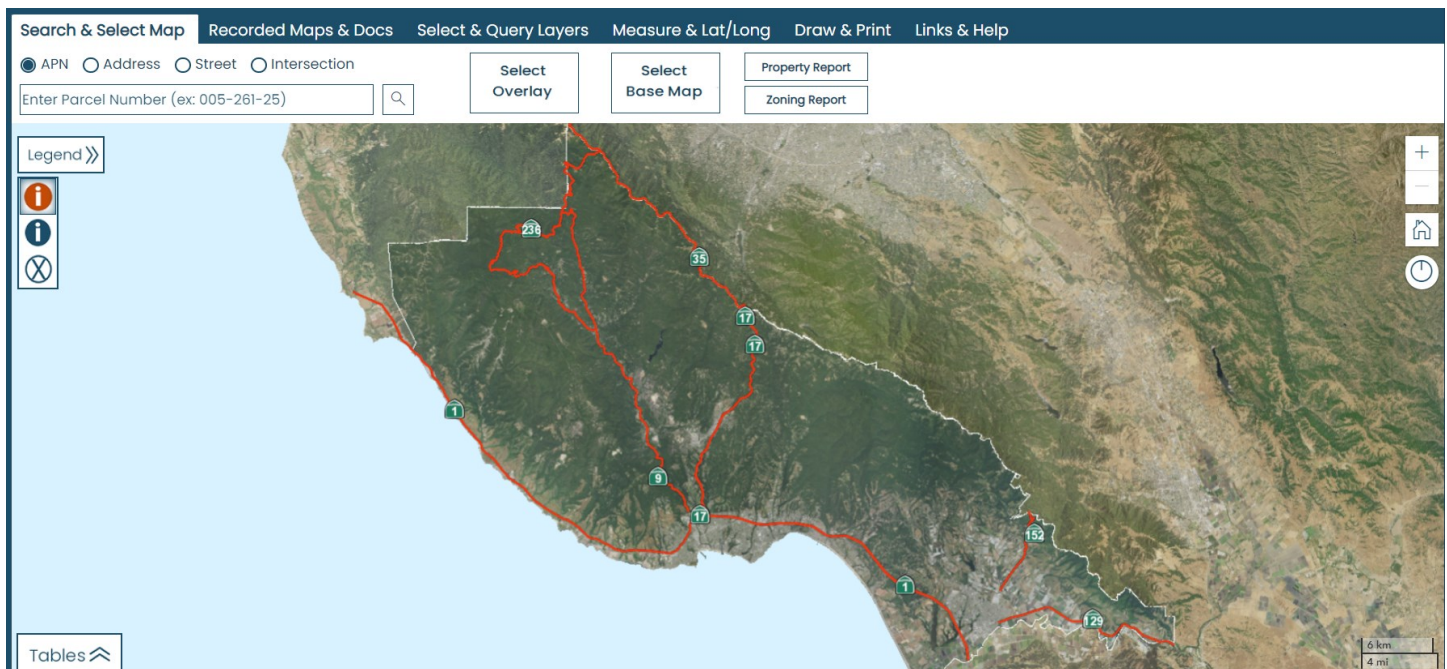 Search & Select Map Recorded Maps & Docs Select & Query Layers Measure & Lat/Long Draw & Print Links & Help
APN Address Street Intersection
Enter Parcel Number (ex: 005-261-25)
Select
Overlay
Select
Base Map
Property Report
Zoning Report
Legend
i
i
+
−
236
35
17
17
1
9
17
152
1
129
Tables
6 km
4 mi